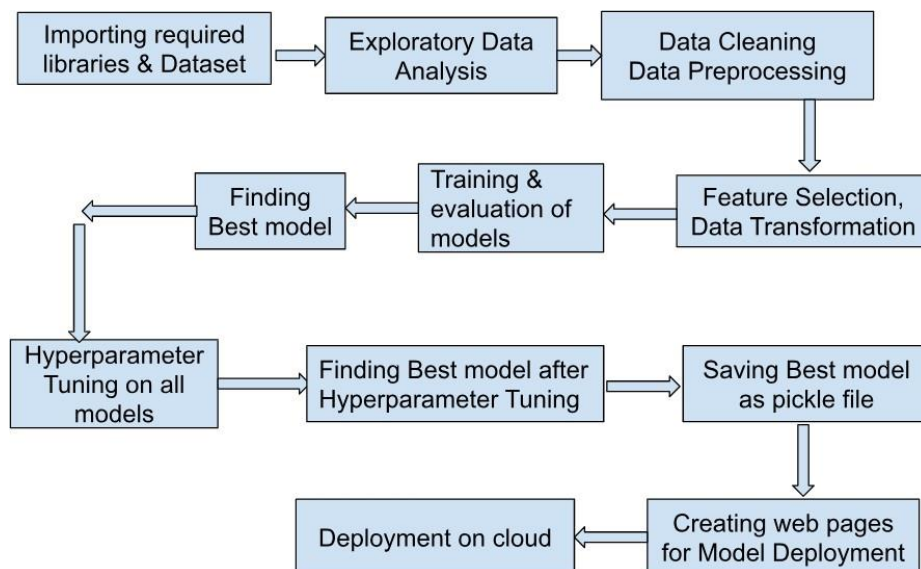 Importing required
libraries & Dataset
Exploratory Data
Analysis
Data Cleaning
Data Preprocessing
Feature Selection,
Data Transformation
Training &
evaluation of
models
Finding
Best model
Hyperparameter
Tuning on all
models
Finding Best model after
Hyperparameter Tuning
Saving Best model
as pickle file
Creating web pages
for Model Deployment
Deployment on cloud